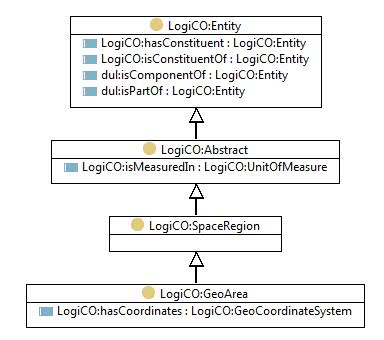 LogiCO:Entity
LogiCO:hasConstituent : LogiCO:Entity
LogiCO:isConstituentOf : LogiCO:Entity
dul:isComponentOf : LogiCO:Entity
dul:isPartOf : LogiCO:Entity
LogiCO:Abstract
LogiCO:isMeasuredIn : LogiCO:UnitOfMeasure
LogiCO:SpaceRegion
LogiCO:GeoArea
LogiCO:hasCoordinates : LogiCO:GeoCoordinateSystem